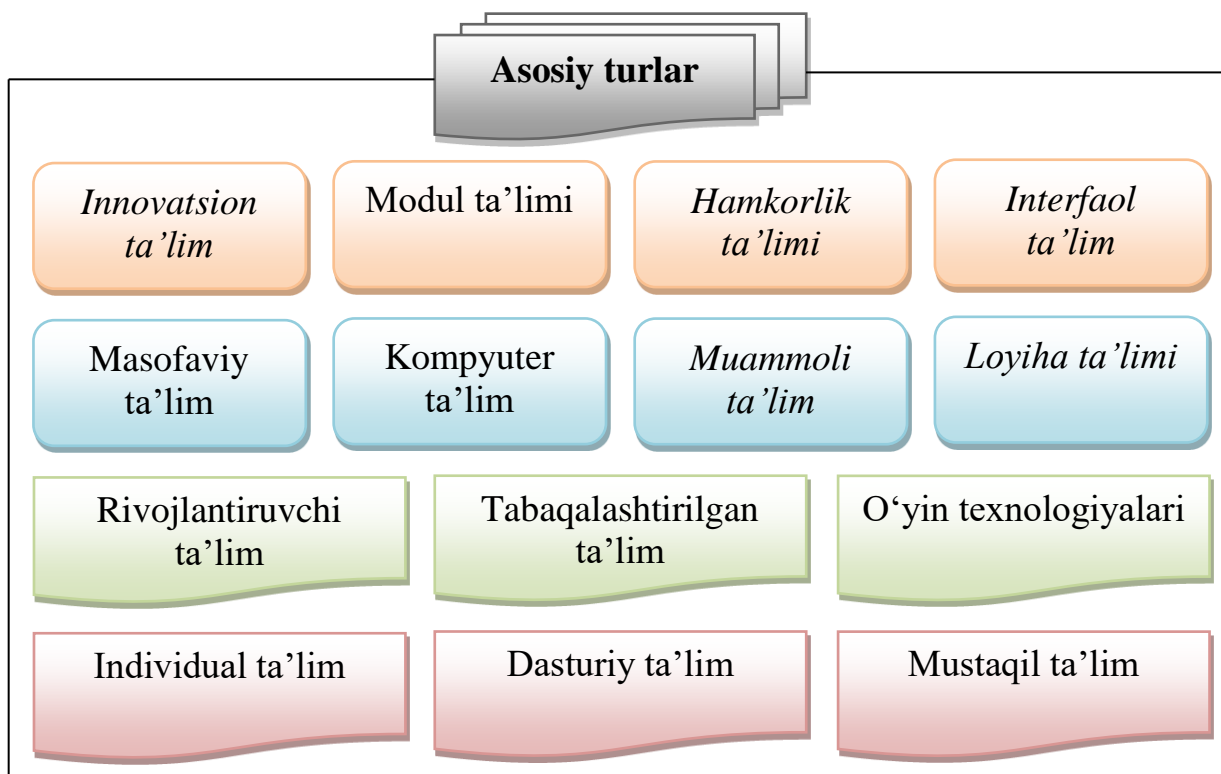 Asosiy turlar
Innovatsion
ta’lim
Modul ta’limi
Hamkorlik
ta’limi
Interfaol
ta’lim
Masofaviy
ta’lim
Kompyuter
ta’lim
Muammoli
ta’lim
Loyiha ta’limi
Rivojlantiruvchi
ta’lim
Tabaqalashtirilgan
ta’lim
O‘yin texnologiyalari
Individual ta’lim
Dasturiy ta’lim
Mustaqil ta’lim